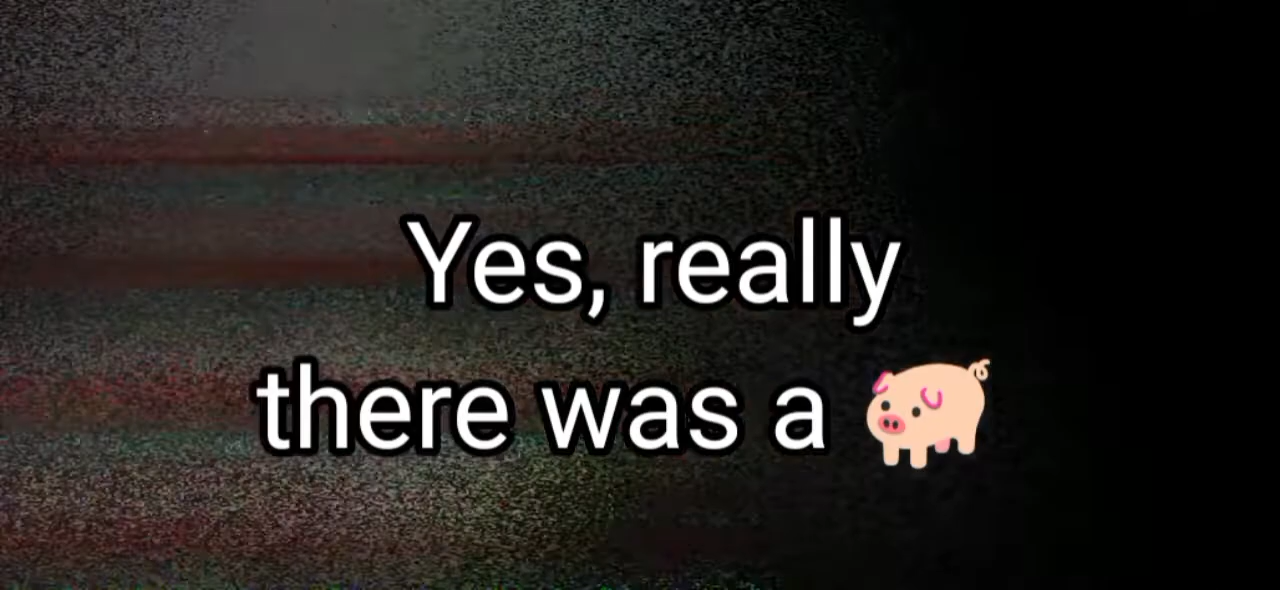 Yes, really
there was a 🐖